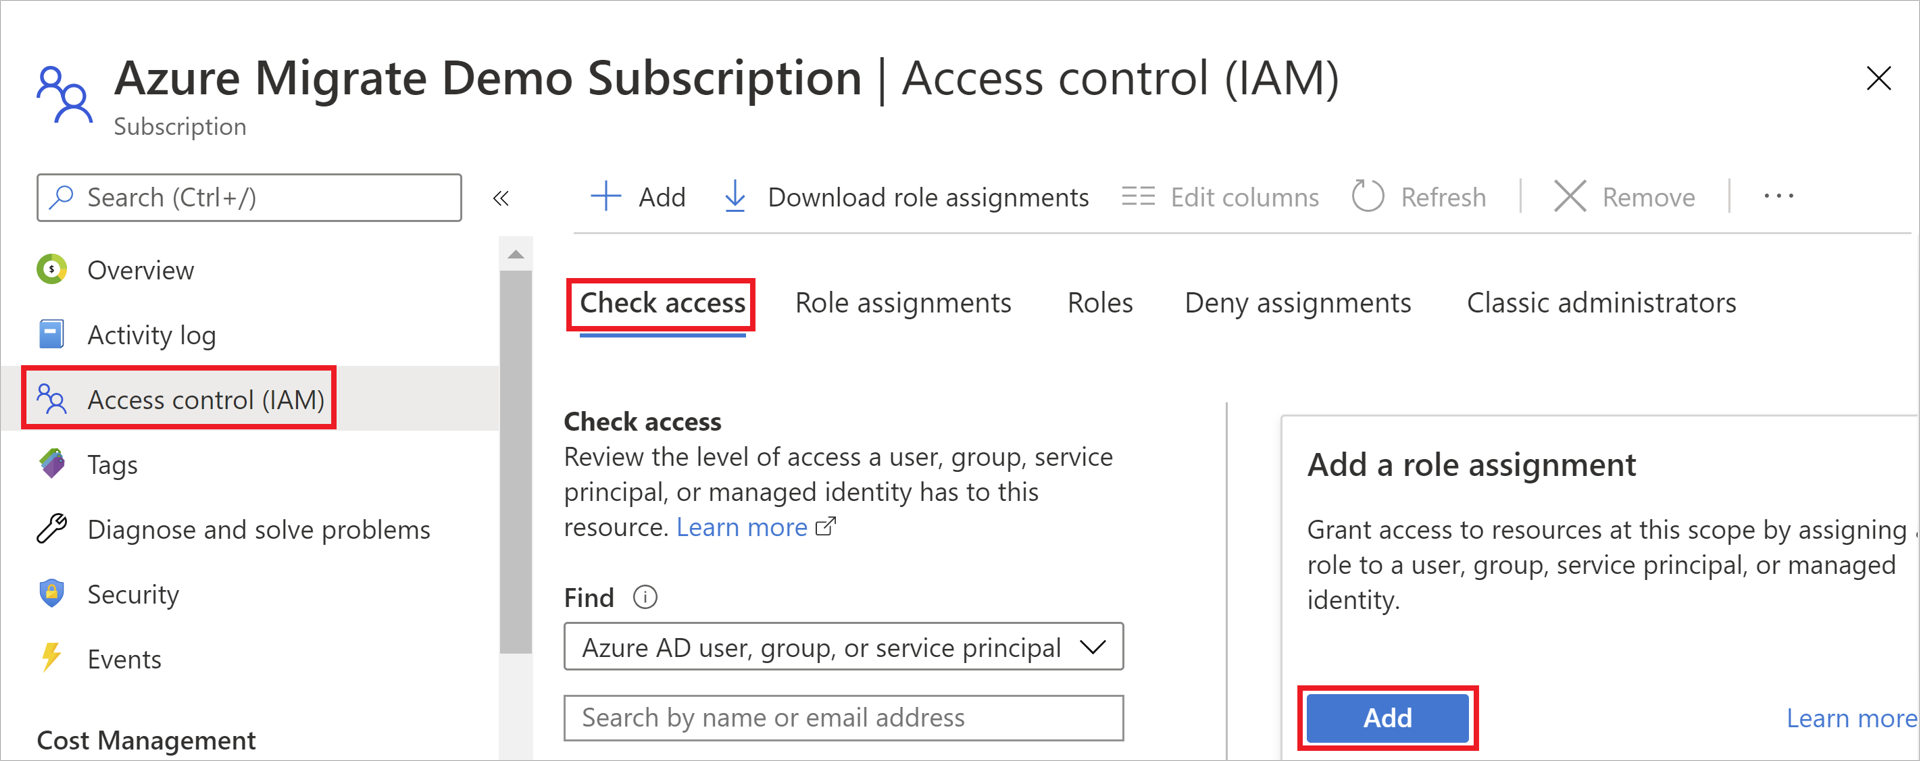 Azure Migrate Demo Subscription | Access control (IAM)
Subscription
Search (Ctrl+/)
«
Add
Download role assignments
Edit columns
Refresh
Remove
...
Overview
Activity log
Access control (IAM)
Tags
Diagnose and solve problems
Security
Events
Cost Management
Check access
Role assignments
Roles
Deny assignments
Classic administrators
Check access
Review the level of access a user, group, service
principal, or managed identity has to this
resource. Learn more
Find
Azure AD user, group, or service principal
Search by name or email address
Add a role assignment
Grant access to resources at this scope by assigning
role to a user, group, service principal, or managed
identity.
Add
Learn more